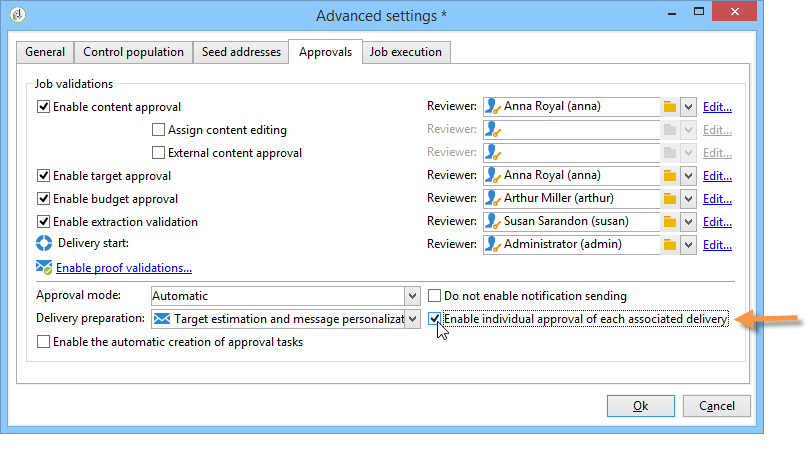 Advanced settings *
General Control population Seed addresses Approvals Job execution
Job validations
Enable content approval Reviewer: Anna Royal (anna) Edit...
Assign content editing Reviewer: Edit...
External content approval Reviewer: Edit...
Enable target approval Reviewer: Anna Royal (anna) Edit...
Enable budget approval Reviewer: Arthur Miller (arthur) Edit...
Enable extraction validation Reviewer: Susan Sarandon (susan) Edit...
Delivery start: Reviewer: Administrator (admin) Edit...
Enable proof validations...
Approval mode: Automatic Do not enable notification sending
Delivery preparation: Target estimation and message personalizat Enable individual approval of each associated delivery
Enable the automatic creation of approval tasks
Ok Cancel